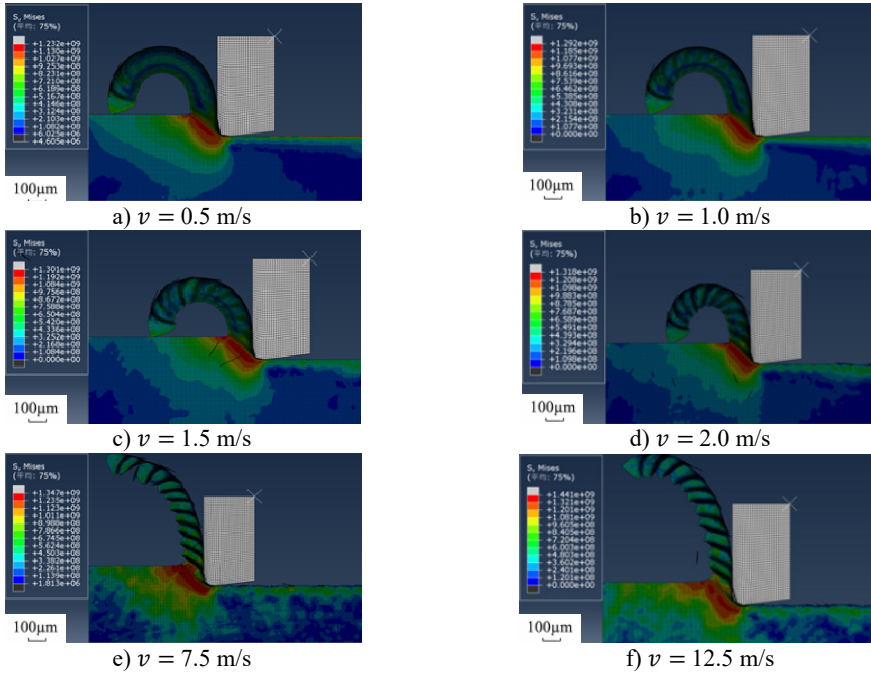 S, Mises
(平均: 75%)
+1.232e+09
+1.130e+09
+1.027e+09
+9.253e+08
+8.231e+08
+7.210e+08
+6.189e+08
+5.167e+08
+4.146e+08
+3.124e+08
+2.103e+08
+1.082e+08
+6.025e+06
+4.605e+06
100μm
a) v = 0.5 m/s
S, Mises
(平均: 75%)
+1.292e+09
+1.185e+09
+1.077e+09
+9.693e+08
+8.616e+08
+7.539e+08
+6.462e+08
+5.385e+08
+4.308e+08
+3.231e+08
+2.154e+08
+1.077e+08
+0.000e+00
100μm
b) v = 1.0 m/s
S, Mises
(平均: 75%)
+1.301e+09
+1.192e+09
+1.084e+09
+9.756e+08
+8.672e+08
+7.588e+08
+6.504e+08
+5.420e+08
+4.336e+08
+3.252e+08
+2.168e+08
+1.084e+08
+0.000e+00
100μm
c) v = 1.5 m/s
S, Mises
(平均: 75%)
+1.318e+09
+1.208e+09
+1.098e+09
+9.883e+08
+8.785e+08
+7.687e+08
+6.589e+08
+5.491e+08
+4.393e+08
+3.294e+08
+2.196e+08
+1.098e+08
+0.000e+00
100μm
d) v = 2.0 m/s
S, Mises
(平均: 75%)
+1.347e+09
+1.235e+09
+1.123e+09
+1.011e+09
+8.988e+08
+7.866e+08
+6.745e+08
+5.624e+08
+4.503e+08
+3.382e+08
+2.261e+08
+1.139e+08
+1.813e+06
100μm
e) v = 7.5 m/s
S, Mises
(平均: 75%)
+1.441e+09
+1.321e+09
+1.201e+09
+1.081e+09
+9.605e+08
+8.405e+08
+7.204e+08
+6.003e+08
+4.803e+08
+3.602e+08
+2.401e+08
+1.201e+08
+0.000e+00
100μm
f) v = 12.5 m/s